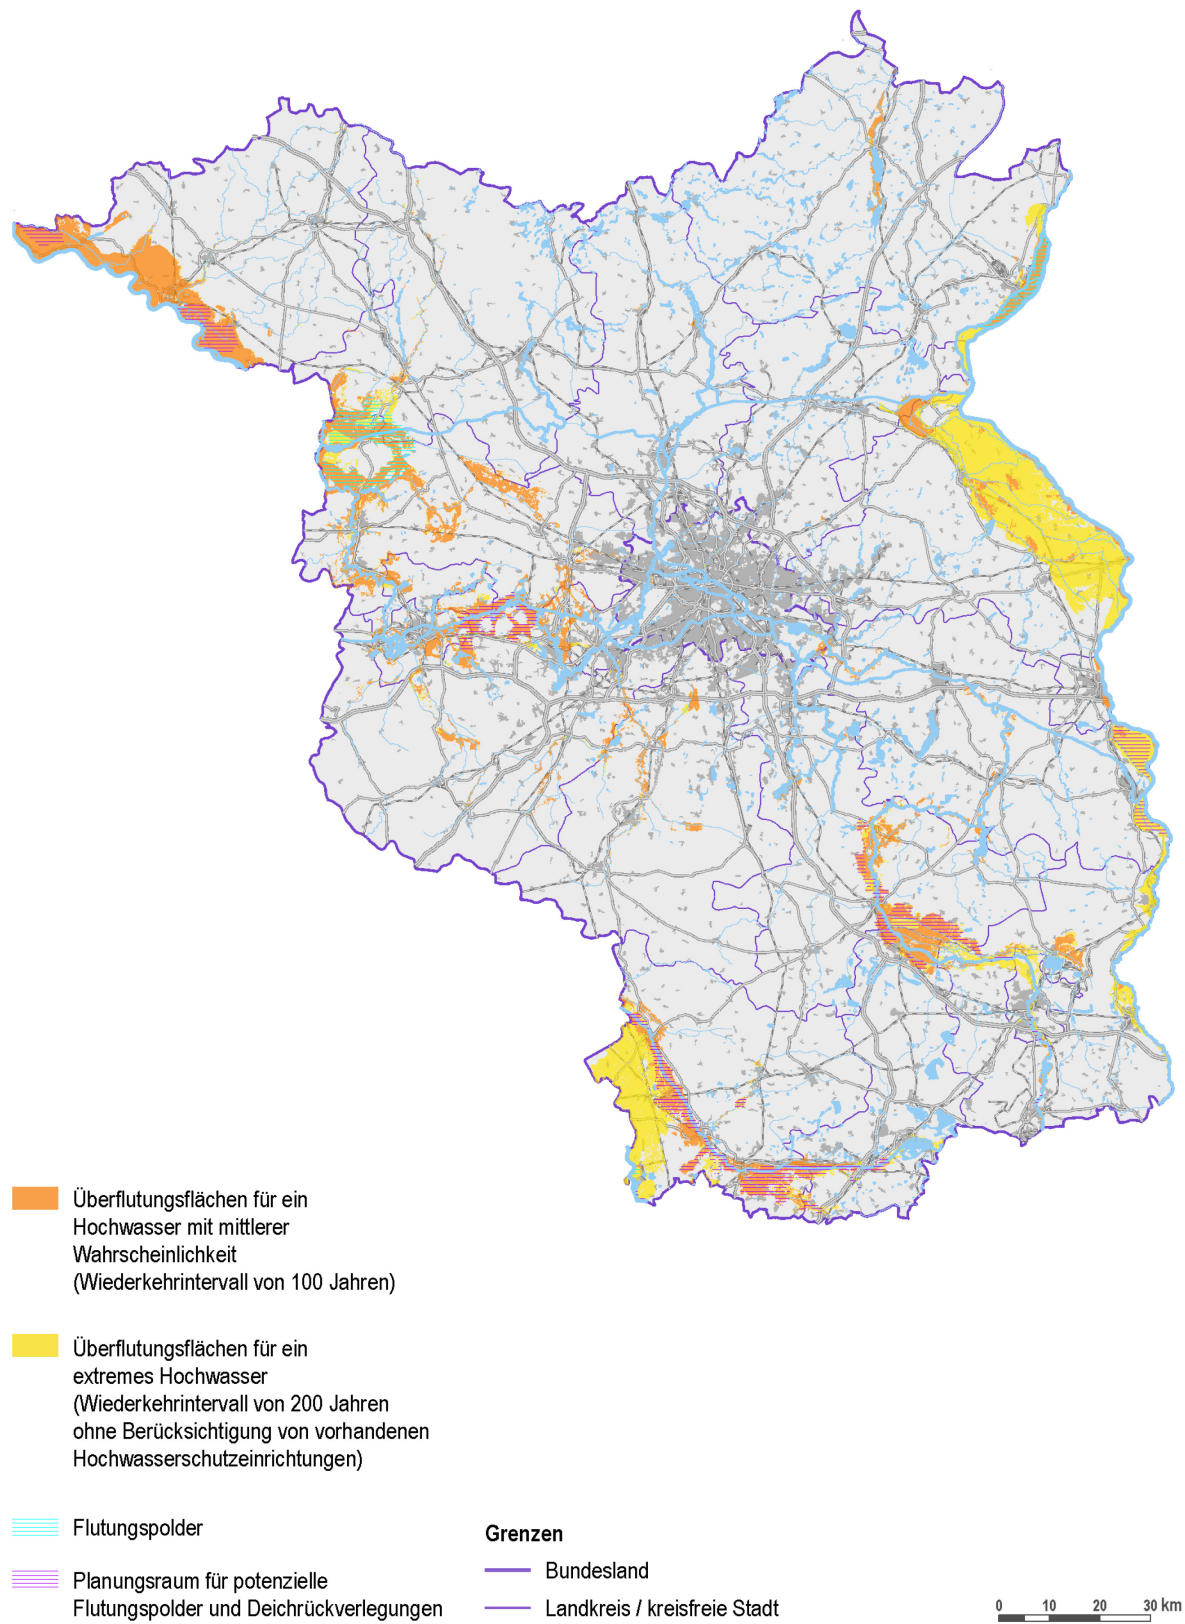 Überflutungsflächen für ein
Hochwasser mit mittlerer
Wahrscheinlichkeit
(Wiederkehrintervall von 100 Jahren)
Überflutungsflächen für ein
extremes Hochwasser
(Wiederkehrintervall von 200 Jahren
ohne Berücksichtigung von vorhandenen
Hochwasserschutzeinrichtungen)
Flutungspolder
Planungsraum für potenzielle
Flutungspolder und Deichrückverlegungen
Grenzen
Bundesland
Landkreis / kreisfreie Stadt
0 10 20 30 km